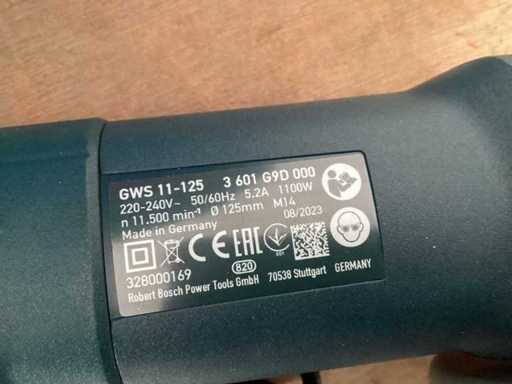 GWS 11-125 3 601 G9D 000
220-240V~ 50/60Hz 5.2A 1100W
n 11.500 min⁻¹ Ø 125mm M14
Made in Germany 08/2023
CE EAC
001
328000169 820
Robert Bosch Power Tools GmbH 70538 Stuttgart GERMANY